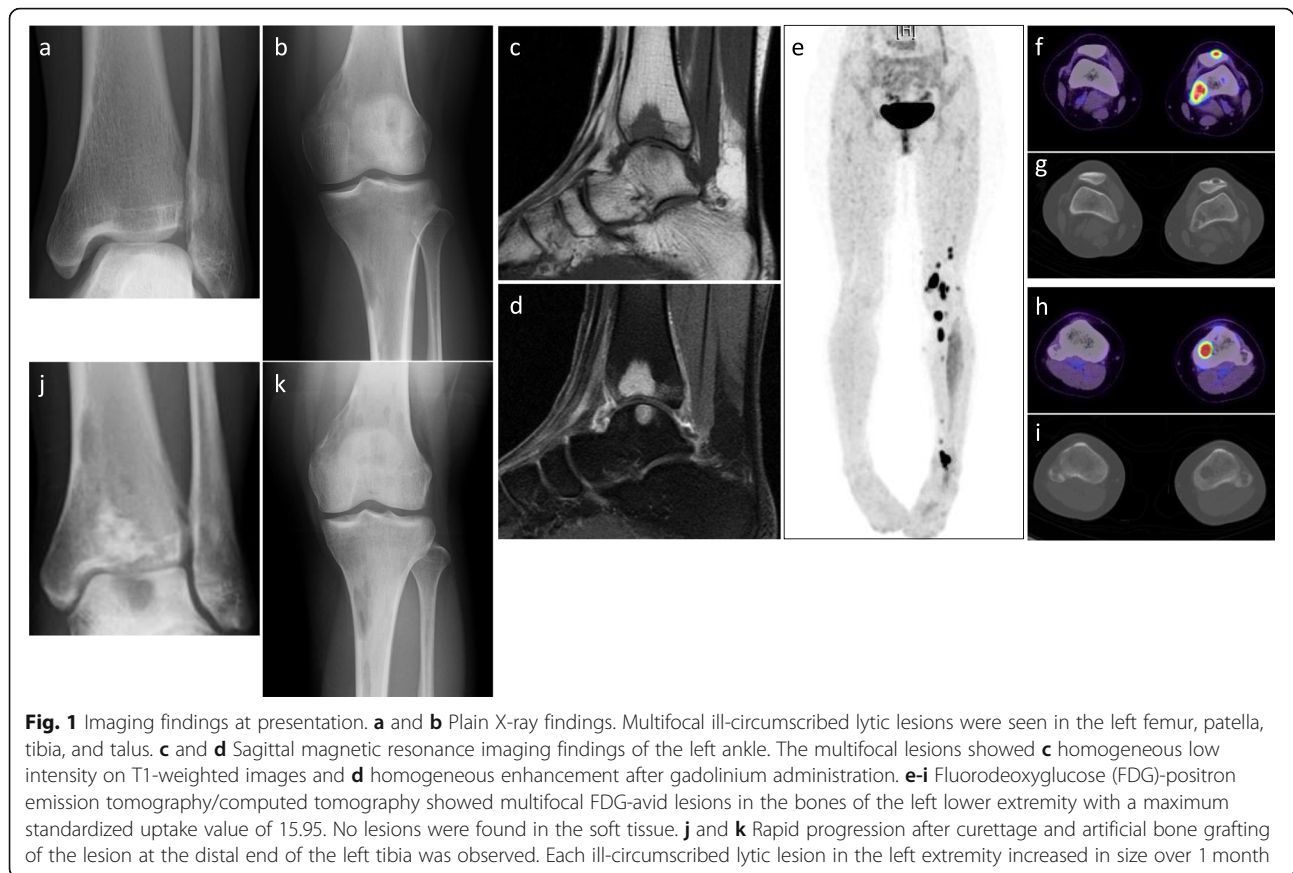 a
b
c
e
f
g
d
h
j
k
i
[H]
Fig. 1 Imaging findings at presentation. a and b Plain X-ray findings. Multifocal ill-circumscribed lytic lesions were seen in the left femur, patella,
tibia, and talus. c and d Sagittal magnetic resonance imaging findings of the left ankle. The multifocal lesions showed c homogeneous low
intensity on T1-weighted images and d homogeneous enhancement after gadolinium administration. e-i Fluorodeoxyglucose (FDG)-positron
emission tomography/computed tomography showed multifocal FDG-avid lesions in the bones of the left lower extremity with a maximum
standardized uptake value of 15.95. No lesions were found in the soft tissue. j and k Rapid progression after curettage and artificial bone grafting
of the lesion at the distal end of the left tibia was observed. Each ill-circumscribed lytic lesion in the left extremity increased in size over 1 month